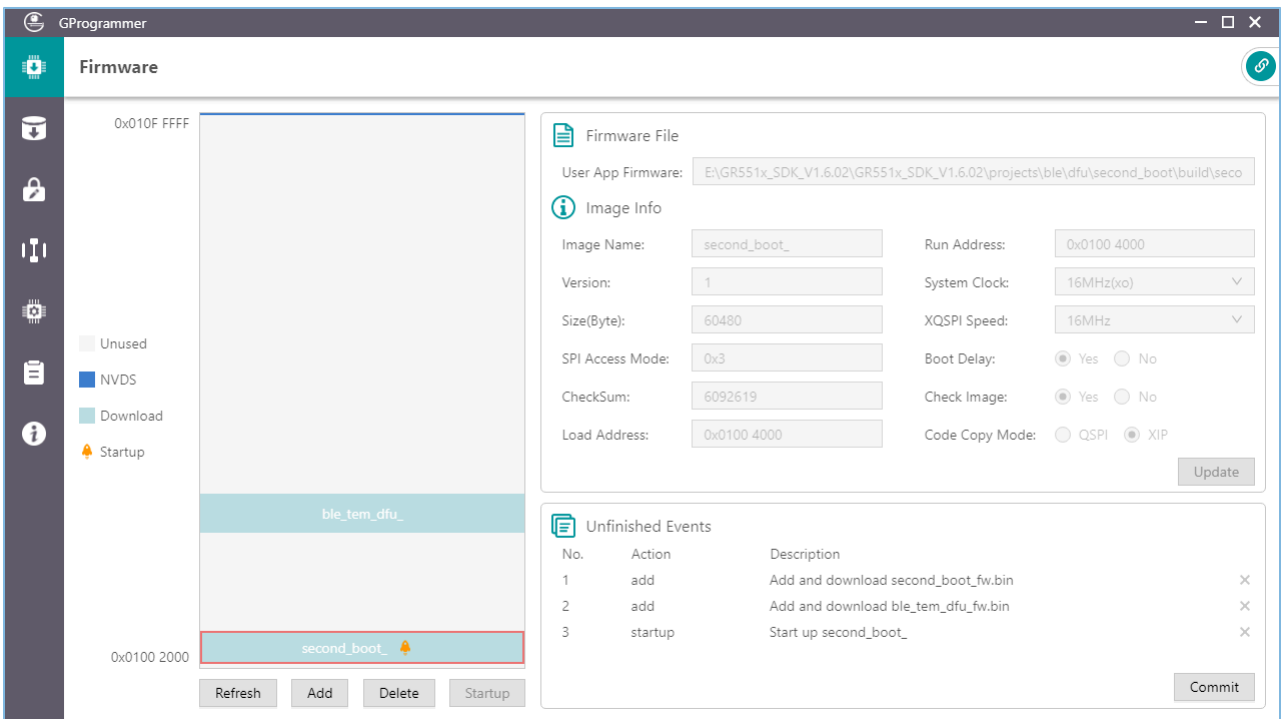 GProgrammer
Firmware
0x010F FFFF
Unused
NVDS
Download
Startup
ble_tem_dfu_
second_boot_
0x0100 2000
Refresh Add Delete Startup
Firmware File
User App Firmware: E:\GR551x_SDK_V1.6.02\GR551x_SDK_V1.6.02\projects\ble\dfu\second_boot\build\seco
Image Info
Image Name: second_boot_ Run Address: 0x0100 4000
Version: 1 System Clock: 16MHz(xo)
Size(Byte): 60480 XQSPI Speed: 16MHz
SPI Access Mode: 0x3 Boot Delay: Yes No
CheckSum: 6092619 Check Image: Yes No
Load Address: 0x0100 4000 Code Copy Mode: QSPI XIP
Update
Unfinished Events
No. Action Description
1 add Add and download second_boot_fw.bin
2 add Add and download ble_tem_dfu_fw.bin
3 startup Start up second_boot_
Commit